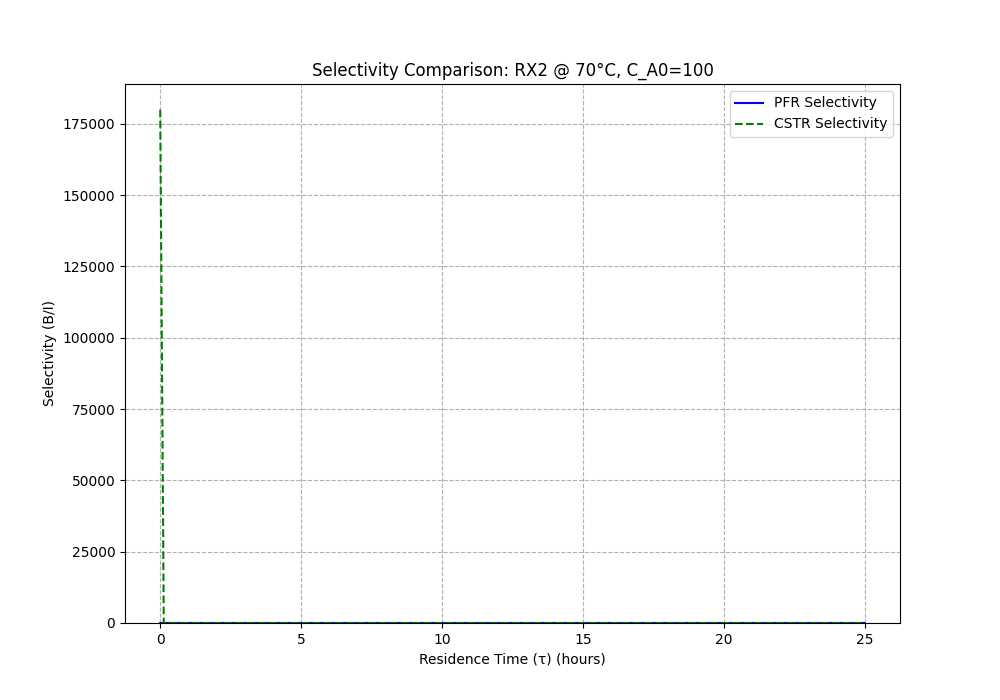 Selectivity Comparison: RX2 @ 70°C, C_A0=100
PFR Selectivity
CSTR Selectivity
Selectivity (B/I)
175000
150000
125000
100000
75000
50000
25000
0
0 5 10 15 20 25
Residence Time (τ) (hours)